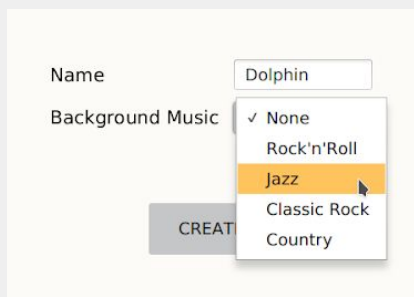 Name
Dolphin
Background Music
✓ None
Rock'n'Roll
Jazz
Classic Rock
CREAT
Country